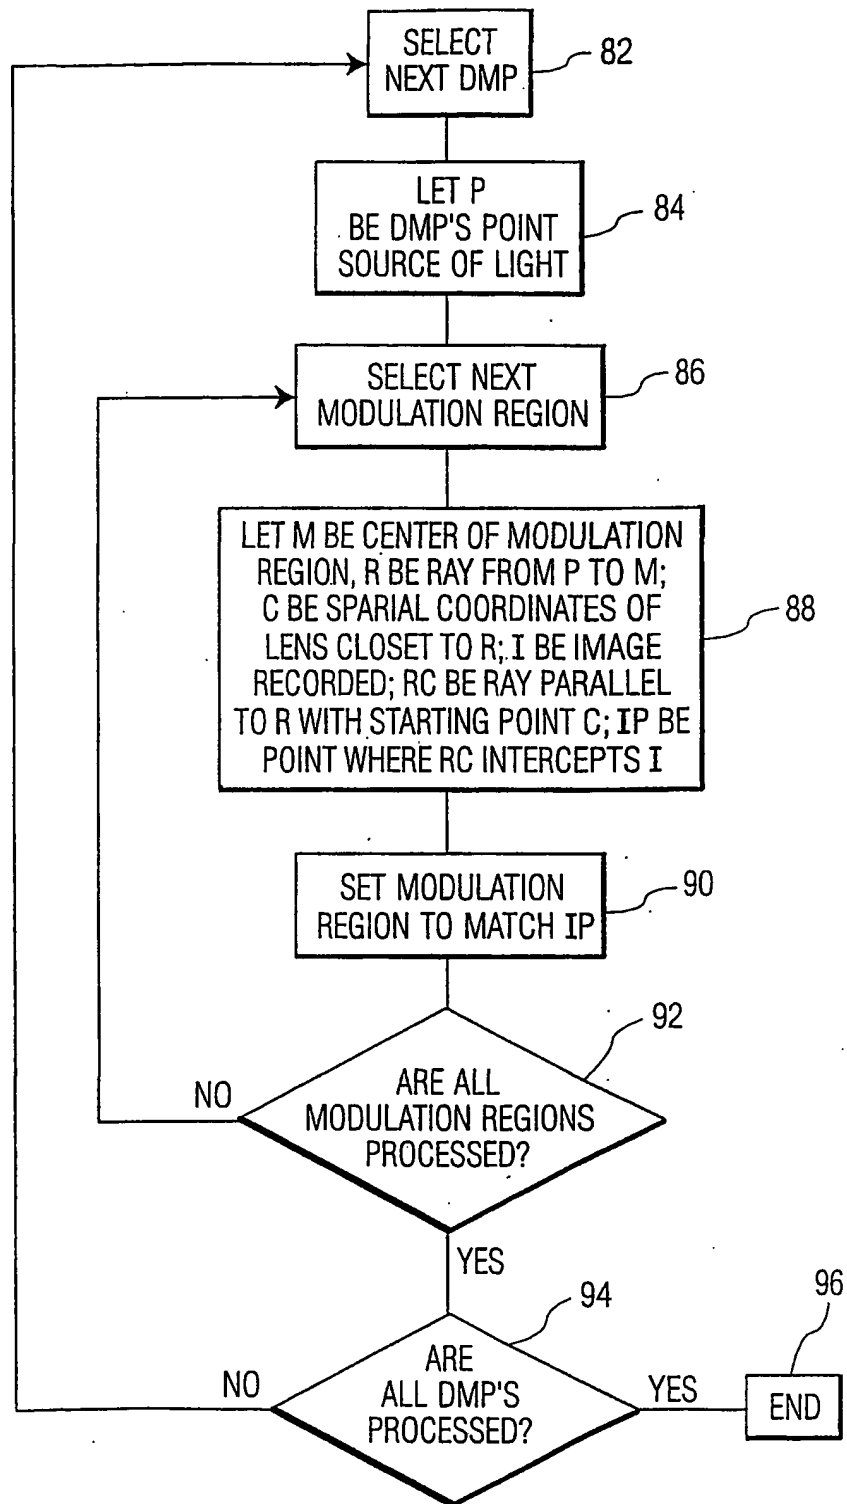 SELECT
NEXT DMP
82
LET P
BE DMP'S POINT
SOURCE OF LIGHT
84
SELECT NEXT
MODULATION REGION
86
LET M BE CENTER OF MODULATION
REGION, R BE RAY FROM P TO M;
C BE SPARIAL COORDINATES OF
LENS CLOSET TO R; I BE IMAGE
RECORDED; RC BE RAY PARALLEL
TO R WITH STARTING POINT C; IP BE
POINT WHERE RC INTERCEPTS I
88
SET MODULATION
REGION TO MATCH IP
90
92
ARE ALL
MODULATION REGIONS
PROCESSED?
NO
YES
94
ARE
ALL DMP'S
PROCESSED?
NO
YES
96
END